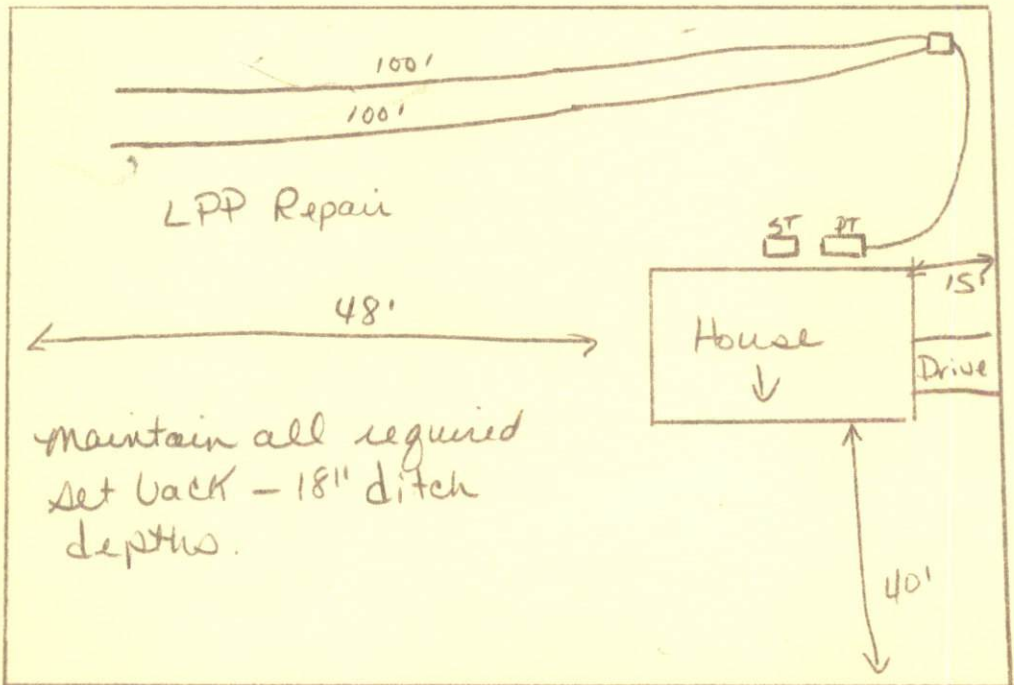 100'
100'
LPP Repair
ST PT
15'
48'
House
Drive
maintain all required
set back - 18" ditch
depths.
40'